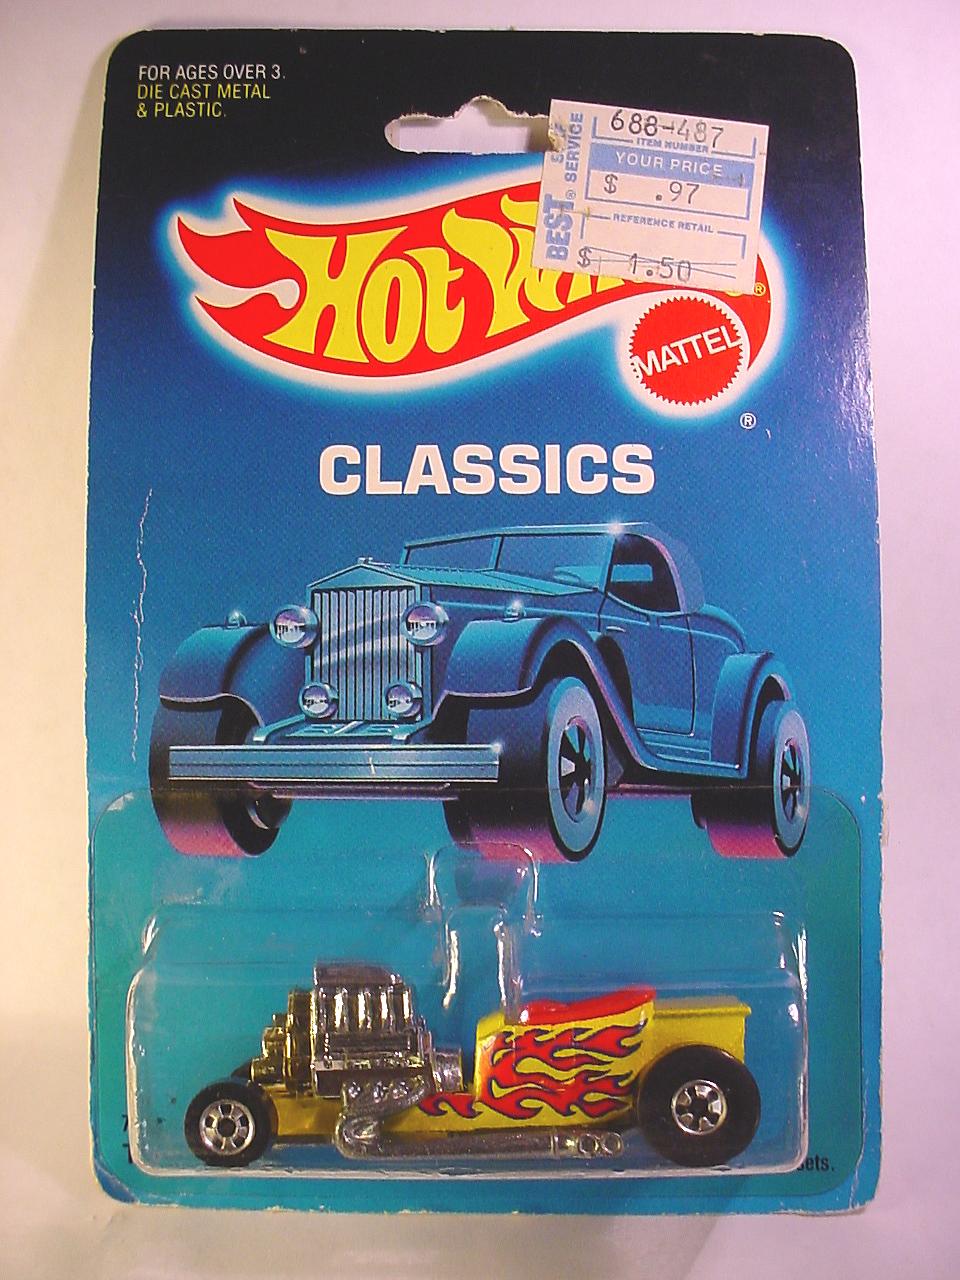 FOR AGES OVER 3.
DIE CAST METAL
& PLASTIC.
688-487
ITEM NUMBER
YOUR PRICE
$ .97
REFERENCE RETAIL
$ 1.50
BEST® SELF
SERVICE
HOT
®
MATTEL
®
CLASSICS
sets.